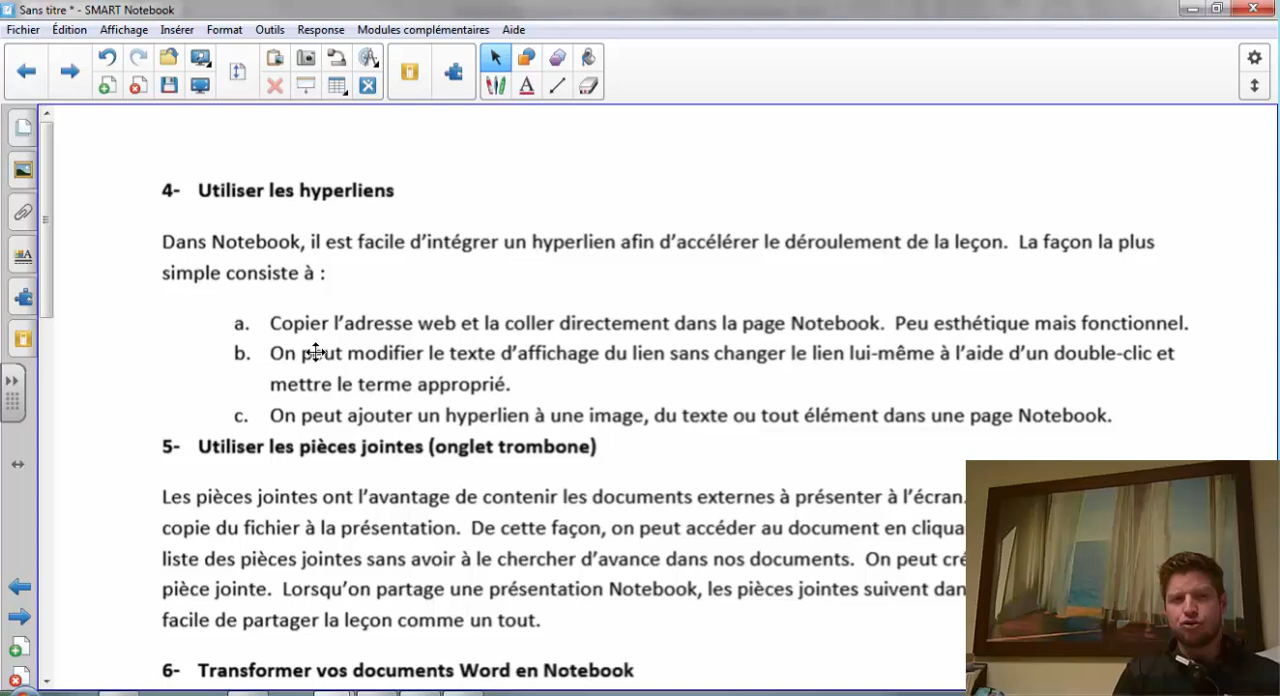 Sans titre * - SMART Notebook
Fichier Édition Affichage Insérer Format Outils Response Modules complémentaires Aide
4- Utiliser les hyperliens
Dans Notebook, il est facile d'intégrer un hyperlien afin d'accélérer le déroulement de la leçon. La façon la plus
simple consiste à :
a. Copier l'adresse web et la coller directement dans la page Notebook. Peu esthétique mais fonctionnel.
b. On peut modifier le texte d'affichage du lien sans changer le lien lui-même à l'aide d'un double-clic et
mettre le terme approprié.
c. On peut ajouter un hyperlien à une image, du texte ou tout élément dans une page Notebook.
5- Utiliser les pièces jointes (onglet trombone)
Les pièces jointes ont l'avantage de contenir les documents externes à présenter à l'écran.
copie du fichier à la présentation. De cette façon, on peut accéder au document en cliqua
liste des pièces jointes sans avoir à le chercher d'avance dans nos documents. On peut cré
pièce jointe. Lorsqu'on partage une présentation Notebook, les pièces jointes suivent dan
facile de partager la leçon comme un tout.
6- Transformer vos documents Word en Notebook